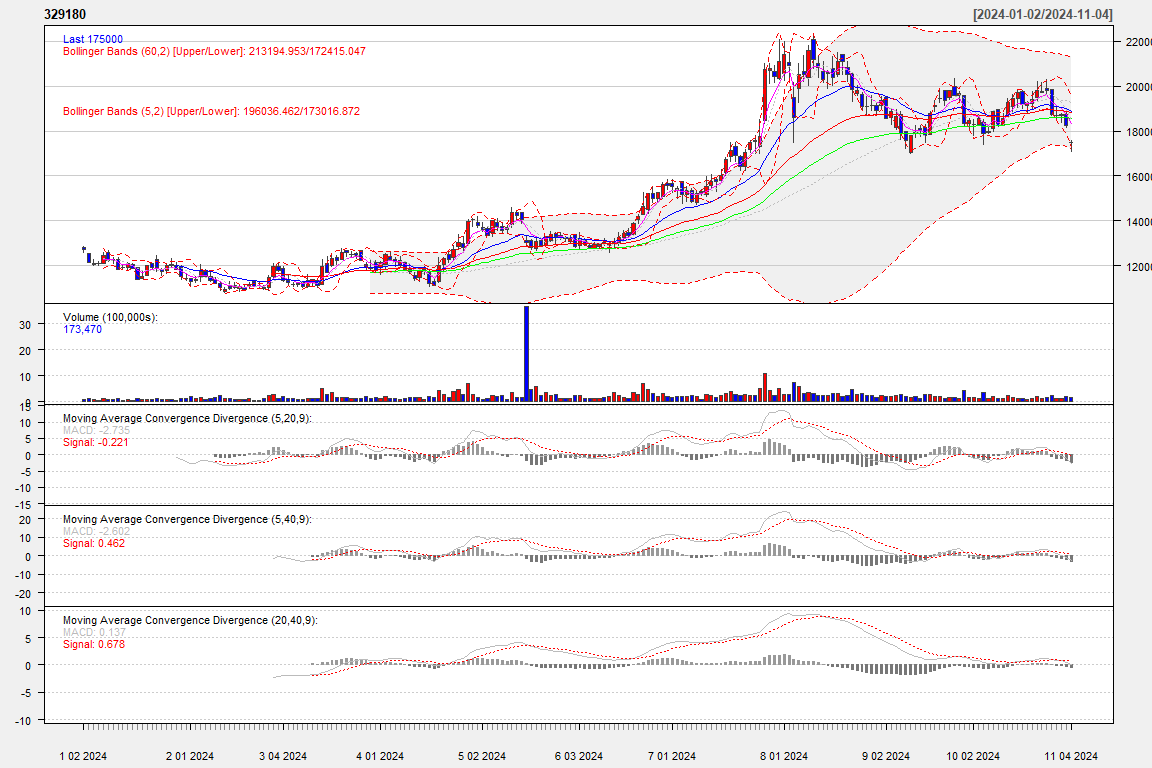 329180 [2024-01-02/2024-11-04]
Last 175000
Bollinger Bands (60,2) [Upper/Lower]: 213194.953/172415.047
Bollinger Bands (5,2) [Upper/Lower]: 196036.462/173016.872
22000
20000
18000
16000
14000
12000
Volume (100,000s):
173,470
30
20
10
0
Moving Average Convergence Divergence (5,20,9):
MACD: -2.735
Signal: -0.221
15
10
5
0
-5
-10
-15
Moving Average Convergence Divergence (5,40,9):
MACD: -2.602
Signal: 0.462
20
10
0
-10
-20
Moving Average Convergence Divergence (20,40,9):
MACD: 0.137
Signal: 0.678
10
5
0
-5
-10
1 02 2024 2 01 2024 3 04 2024 4 01 2024 5 02 2024 6 03 2024 7 01 2024 8 01 2024 9 02 2024 10 02 2024 11 04 2024